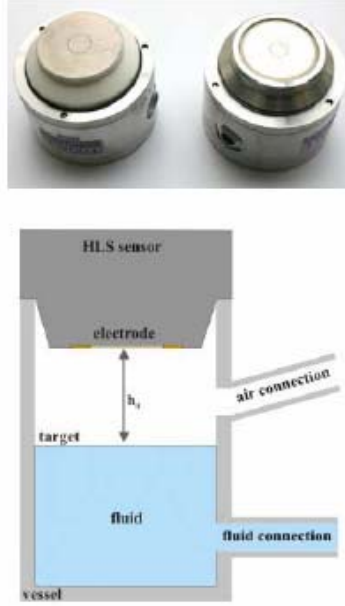 HLS sensor
electrode
air connection
target
fluid
fluid connection
vessel